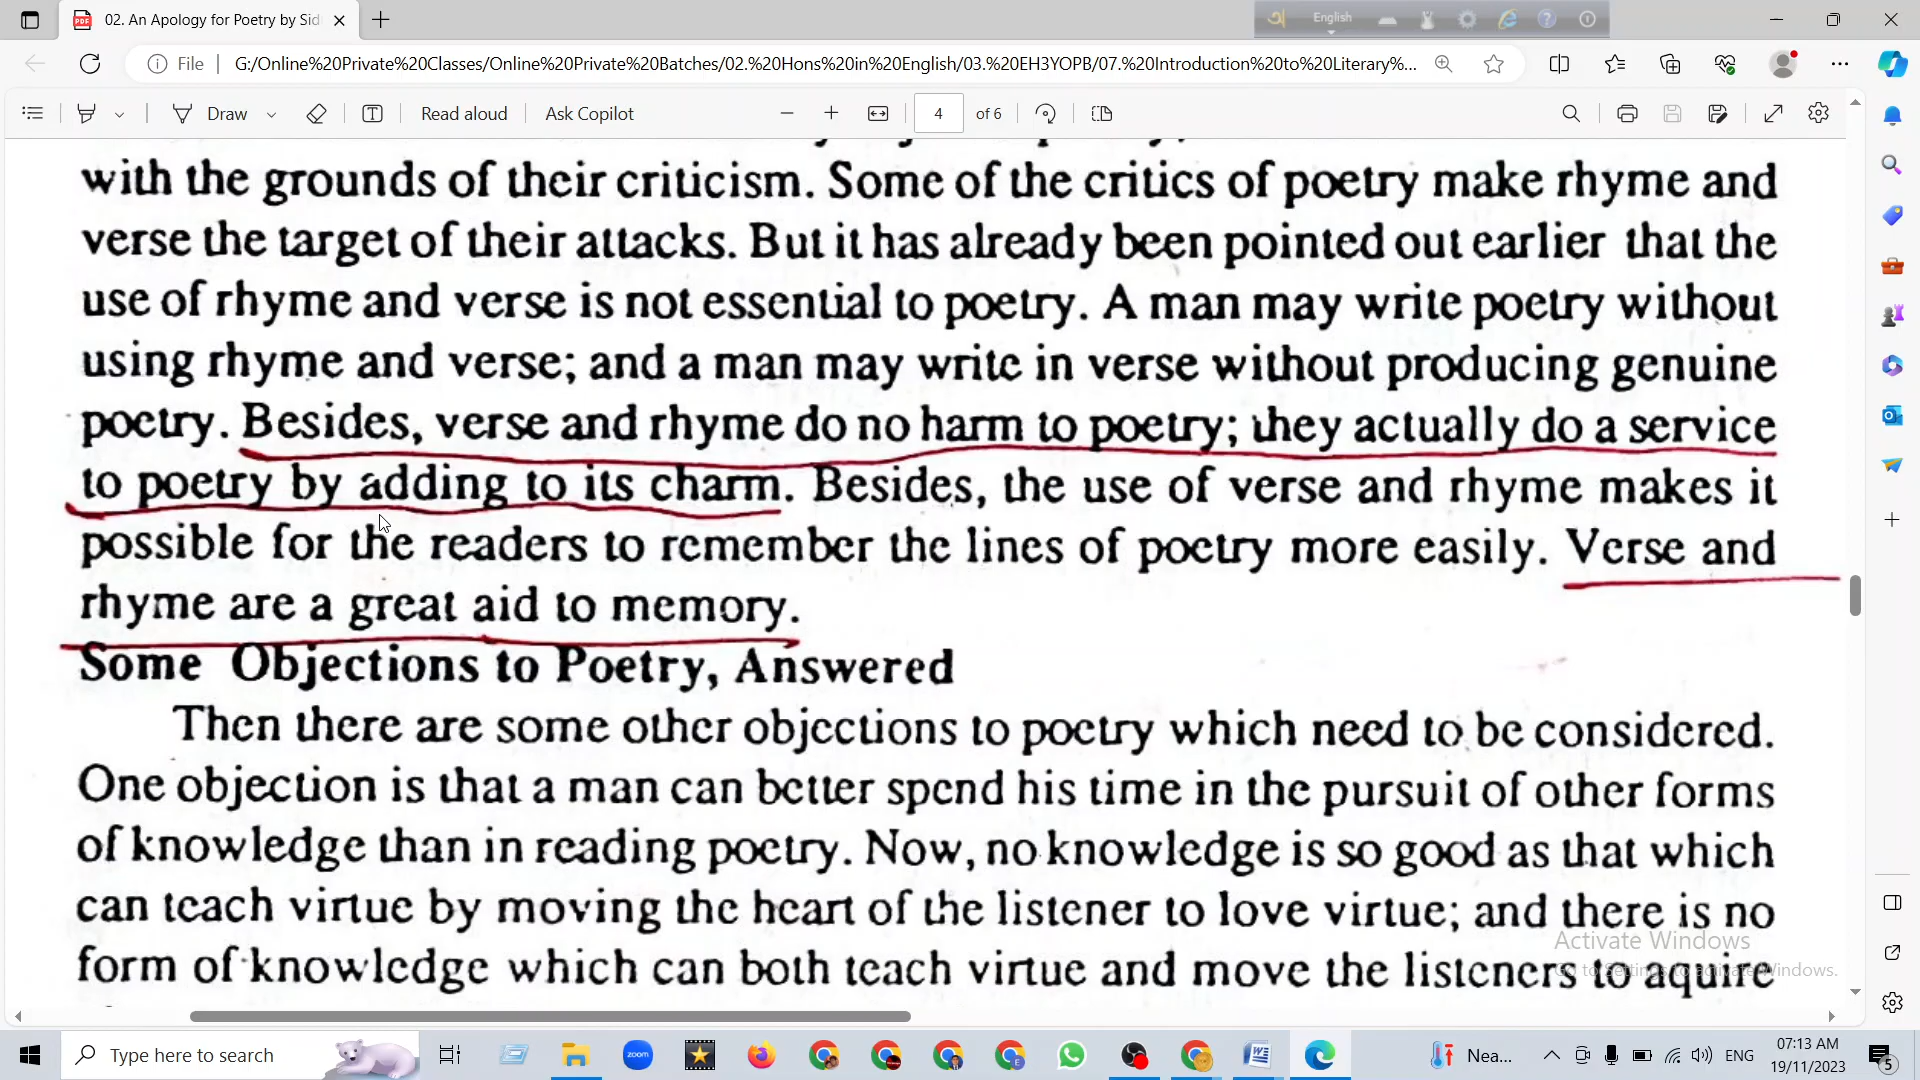 02. An Apology for Poetry by Sid
English
File
G:/Online%20Private%20Classes/Online%20Private%20Batches/02.%20Hons%20in%20English/03.%20EH3YOPB/07.%20Introduction%20to%20Literary%...
Draw
Read aloud
Ask Copilot
4 of 6
with the grounds of their criticism. Some of the critics of poetry make rhyme and
verse the target of their attacks. But it has already been pointed out earlier that the
use of rhyme and verse is not essential to poetry. A man may write poetry without
using rhyme and verse; and a man may write in verse without producing genuine
poetry. Besides, verse and rhyme do no harm to poetry; they actually do a service
to poetry by adding to its charm. Besides, the use of verse and rhyme makes it
possible for the readers to remember the lines of poetry more easily. Verse and
rhyme are a great aid to memory.
Some Objections to Poetry, Answered
Then there are some other objections to poetry which need to be considered.
One objection is that a man can better spend his time in the pursuit of other forms
of knowledge than in reading poetry. Now, no knowledge is so good as that which
can teach virtue by moving the heart of the listener to love virtue; and there is no
form of knowledge which can both teach virtue and move the listeners to aquire
Activate Windows
Go to Settings to activate Windows.
Type here to search
zoom
Nea...
ENG
07:13 AM
19/11/2023
5